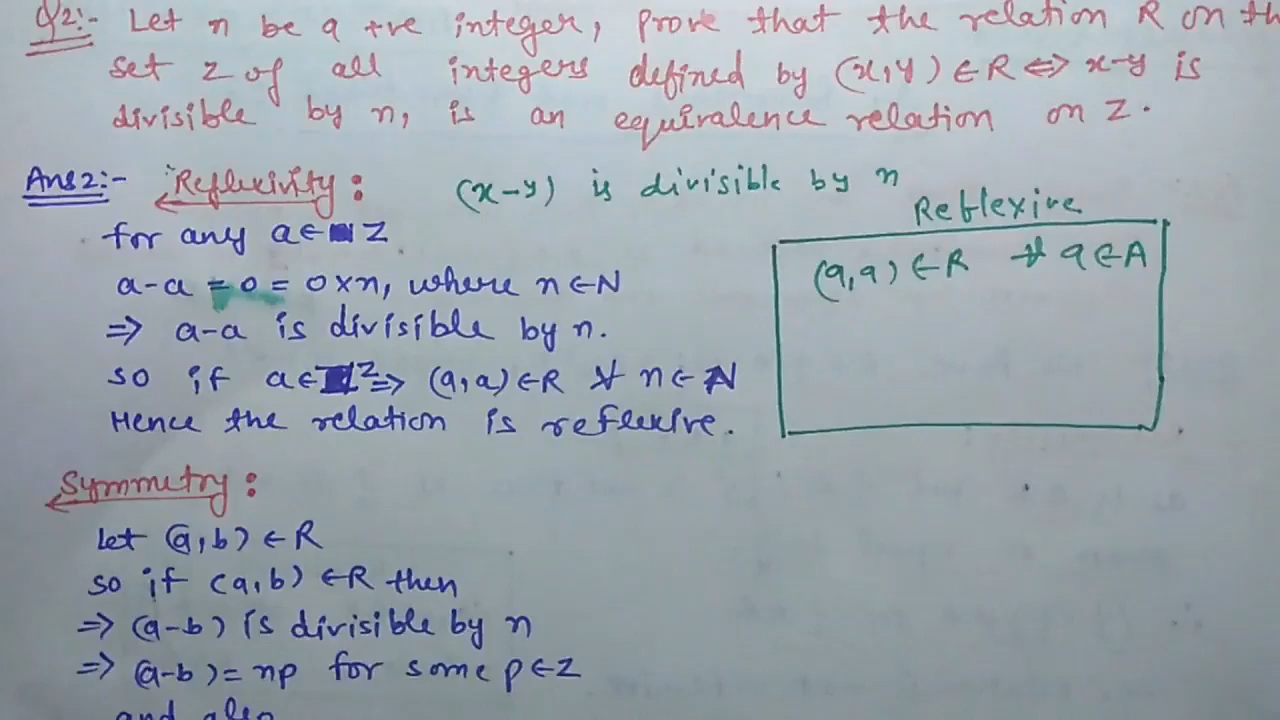 Q2:- Let n be a +ve integer, prove that the relation R on th
set Z of all integers defined by (x,y) ∈ R ⇔ x-y is
divisible by n, is an equivalence relation on Z.
Ans2:- Reflexivity: (x-y) is divisible by n
for any a ∈ Z
Reflexive
(a,a) ∈ R ∀ a ∈ A
a-a = 0 = 0×n, where n ∈ N
⇒ a-a is divisible by n.
so if a ∈ Z ⇒ (a,a) ∈ R ∀ n ∈ N
Hence the relation is reflexive.
Symmetry:
Let (a,b) ∈ R
so if (a,b) ∈ R then
⇒ (a-b) is divisible by n
⇒ (a-b) = np for some p ∈ Z
and also